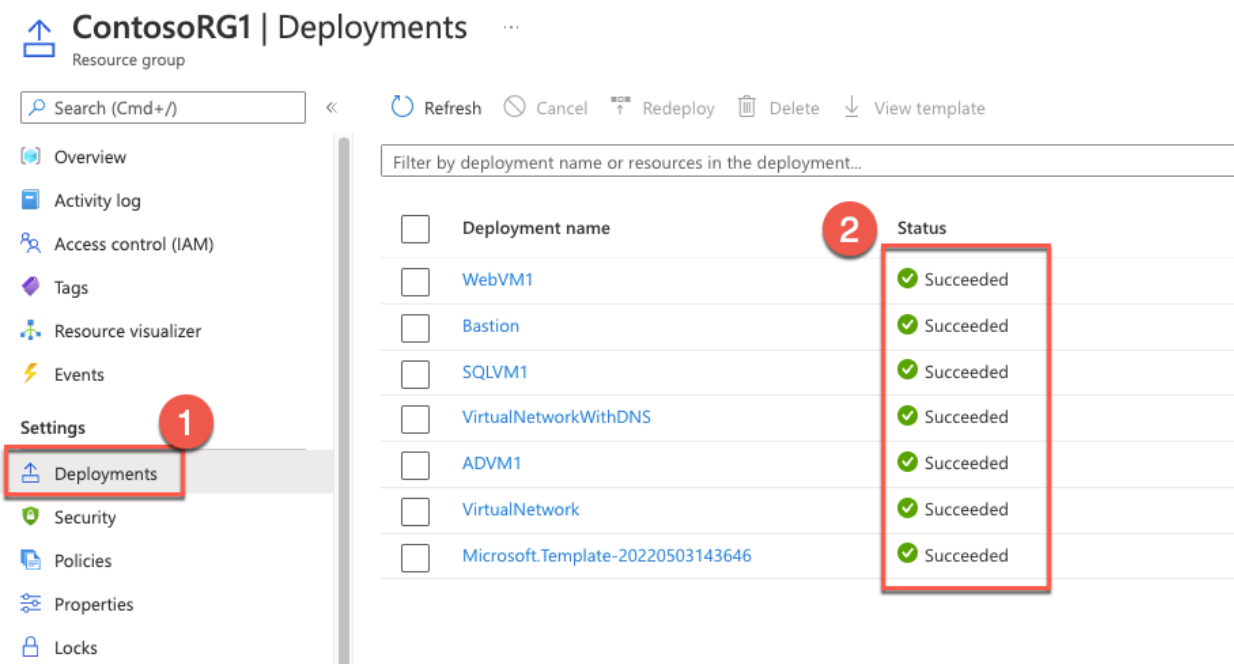 ContosoRG1 | Deployments ...
Resource group
Search (Cmd+/)
«
Refresh Cancel Redeploy Delete View template
Overview
Activity log
Access control (IAM)
Tags
Resource visualizer
Events
Settings
1
Deployments
Security
Policies
Properties
Locks
Filter by deployment name or resources in the deployment...
Deployment name 2 Status
WebVM1 Succeeded
Bastion Succeeded
SQLVM1 Succeeded
VirtualNetworkWithDNS Succeeded
ADVM1 Succeeded
VirtualNetwork Succeeded
Microsoft.Template-20220503143646 Succeeded